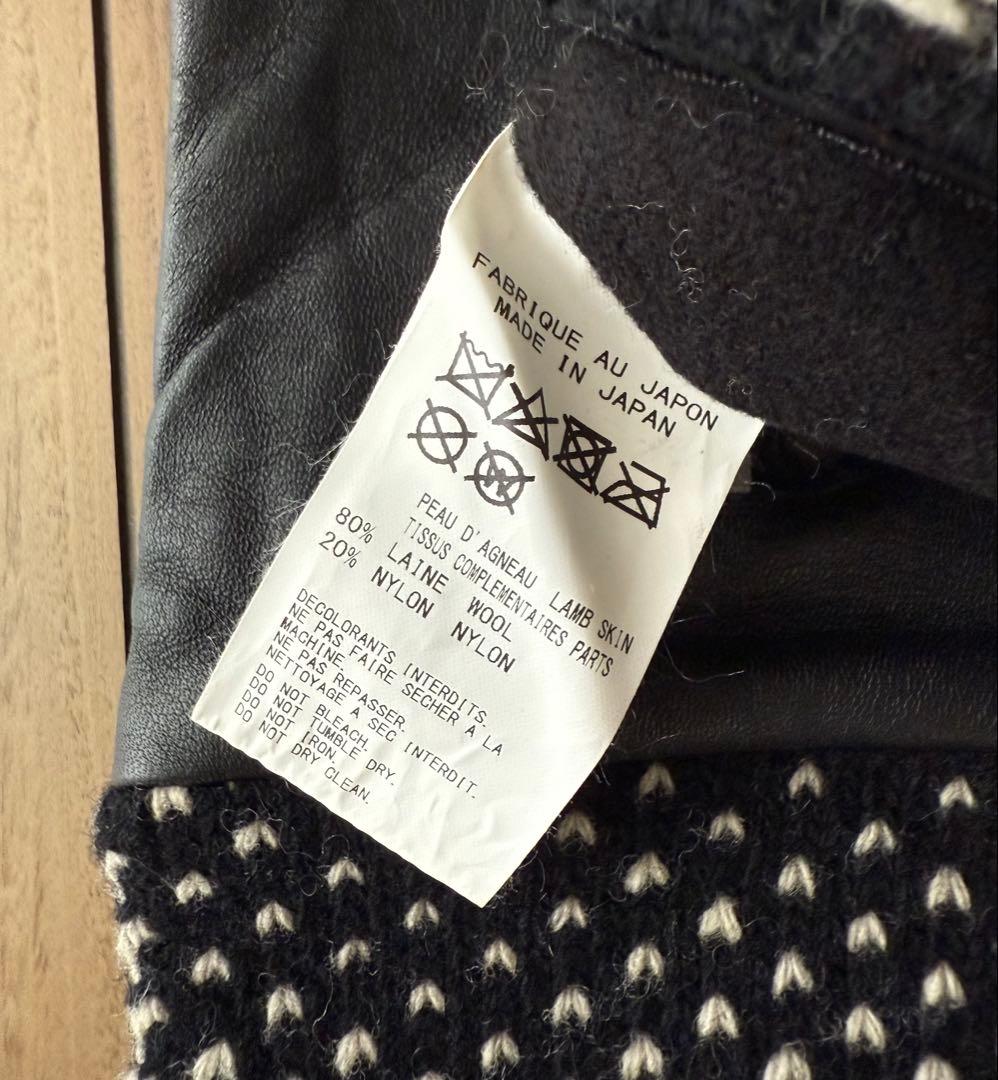 FABRIQUE AU JAPON
MADE IN JAPAN
W
PEAU D'AGNEAU LAMB SKIN
TISSUS COMPLEMENTAIRES PARTS
80% LAINE WOOL
20% NYLON NYLON
DECOLORANTS INTERDITS.
NE PAS FAIRE SECHER A LA
MACHINE.
NE PAS REPASSER.
NETTOYAGE A SEC INTERDIT.
DO NOT BLEACH.
DO NOT TUMBLE DRY.
DO NOT IRON.
DO NOT DRY CLEAN.